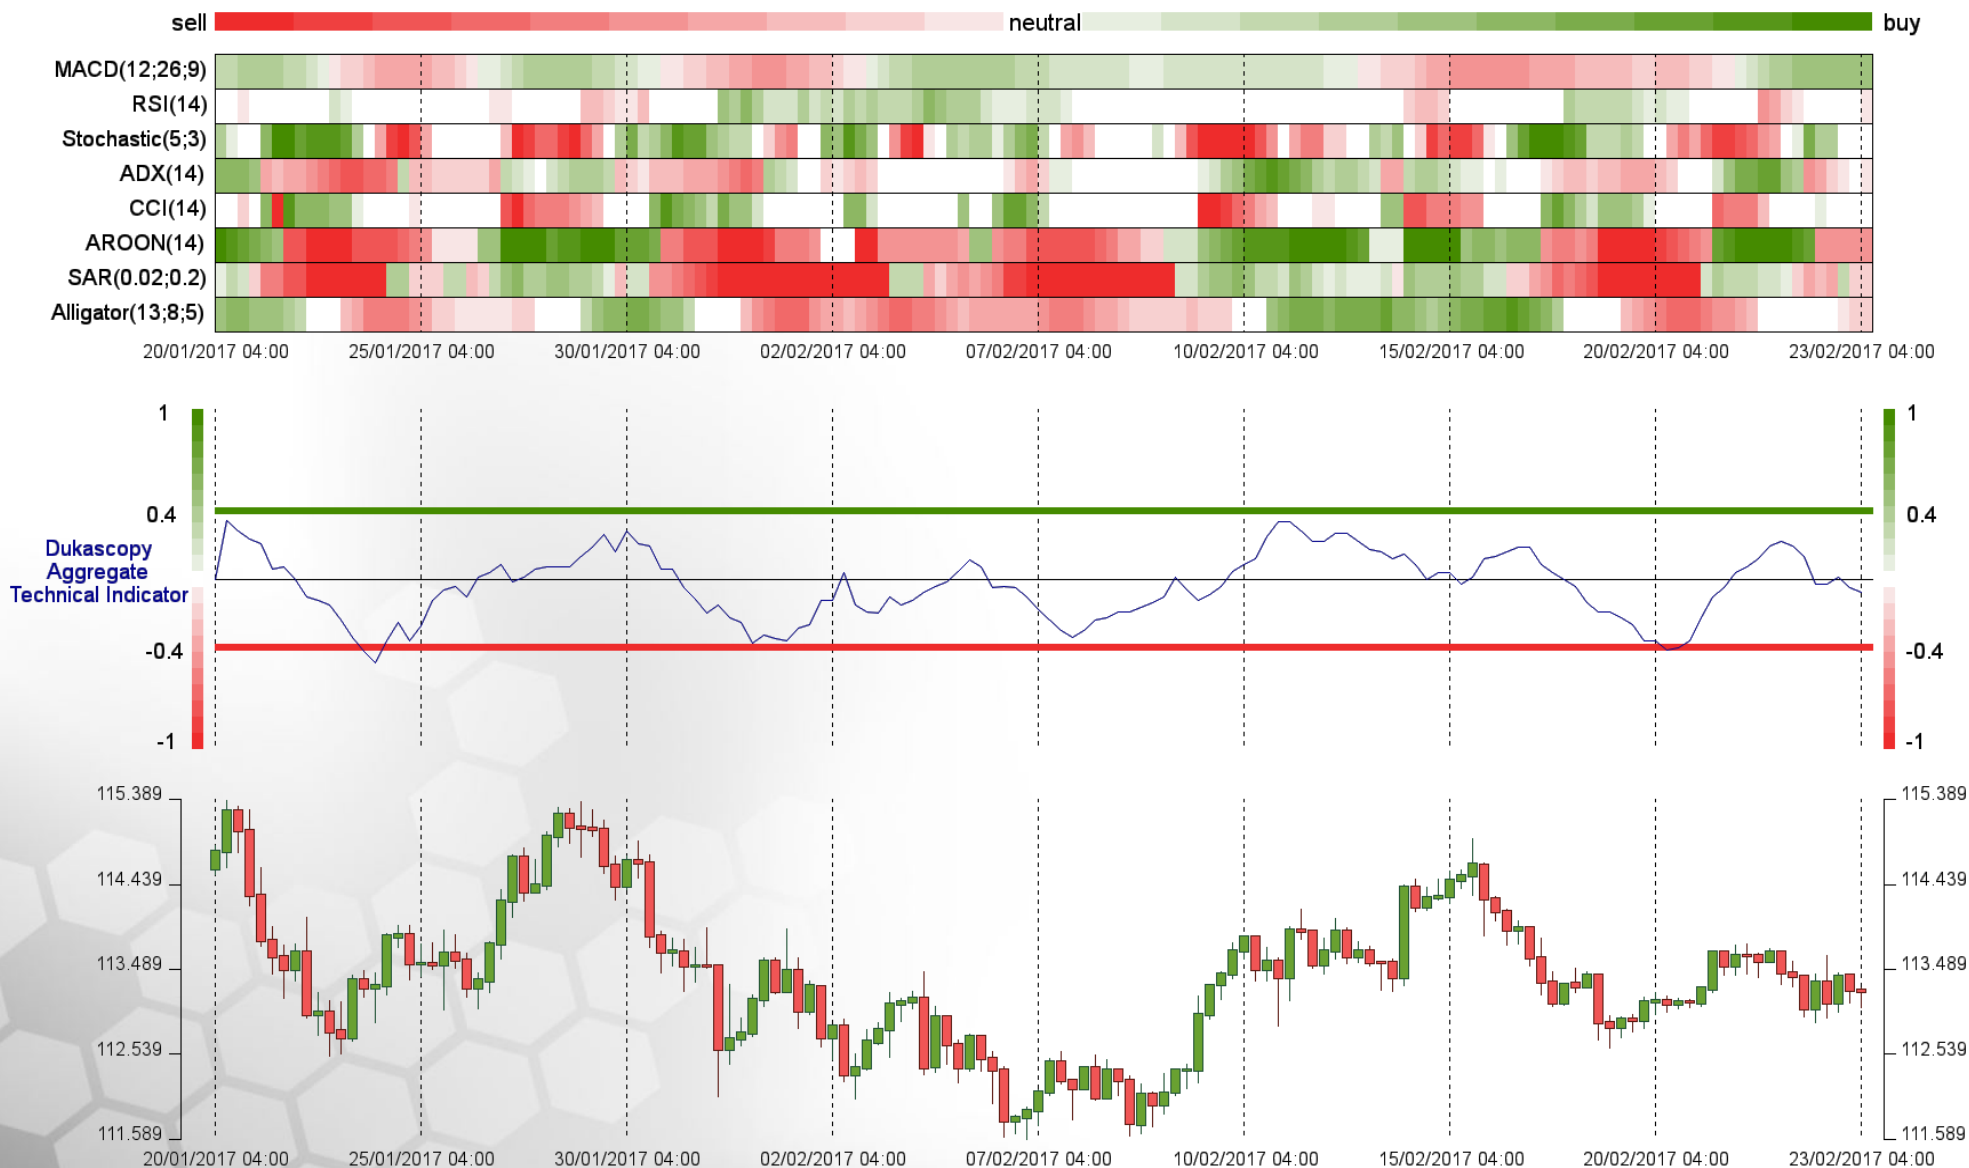 sell neutral buy
MACD(12;26;9)
RSI(14)
Stochastic(5;3)
ADX(14)
CCI(14)
AROON(14)
SAR(0.02;0.2)
Alligator(13;8;5)
20/01/2017 04:00 25/01/2017 04:00 30/01/2017 04:00 02/02/2017 04:00 07/02/2017 04:00 10/02/2017 04:00 15/02/2017 04:00 20/02/2017 04:00 23/02/2017 04:00
1 1
0.4 0.4
Dukascopy
Aggregate
Technical Indicator
-0.4 -0.4
-1 -1
115.389 115.389
114.439 114.439
113.489 113.489
112.539 112.539
111.589 111.589
20/01/2017 04:00 25/01/2017 04:00 30/01/2017 04:00 02/02/2017 04:00 07/02/2017 04:00 10/02/2017 04:00 15/02/2017 04:00 20/02/2017 04:00 23/02/2017 04:00